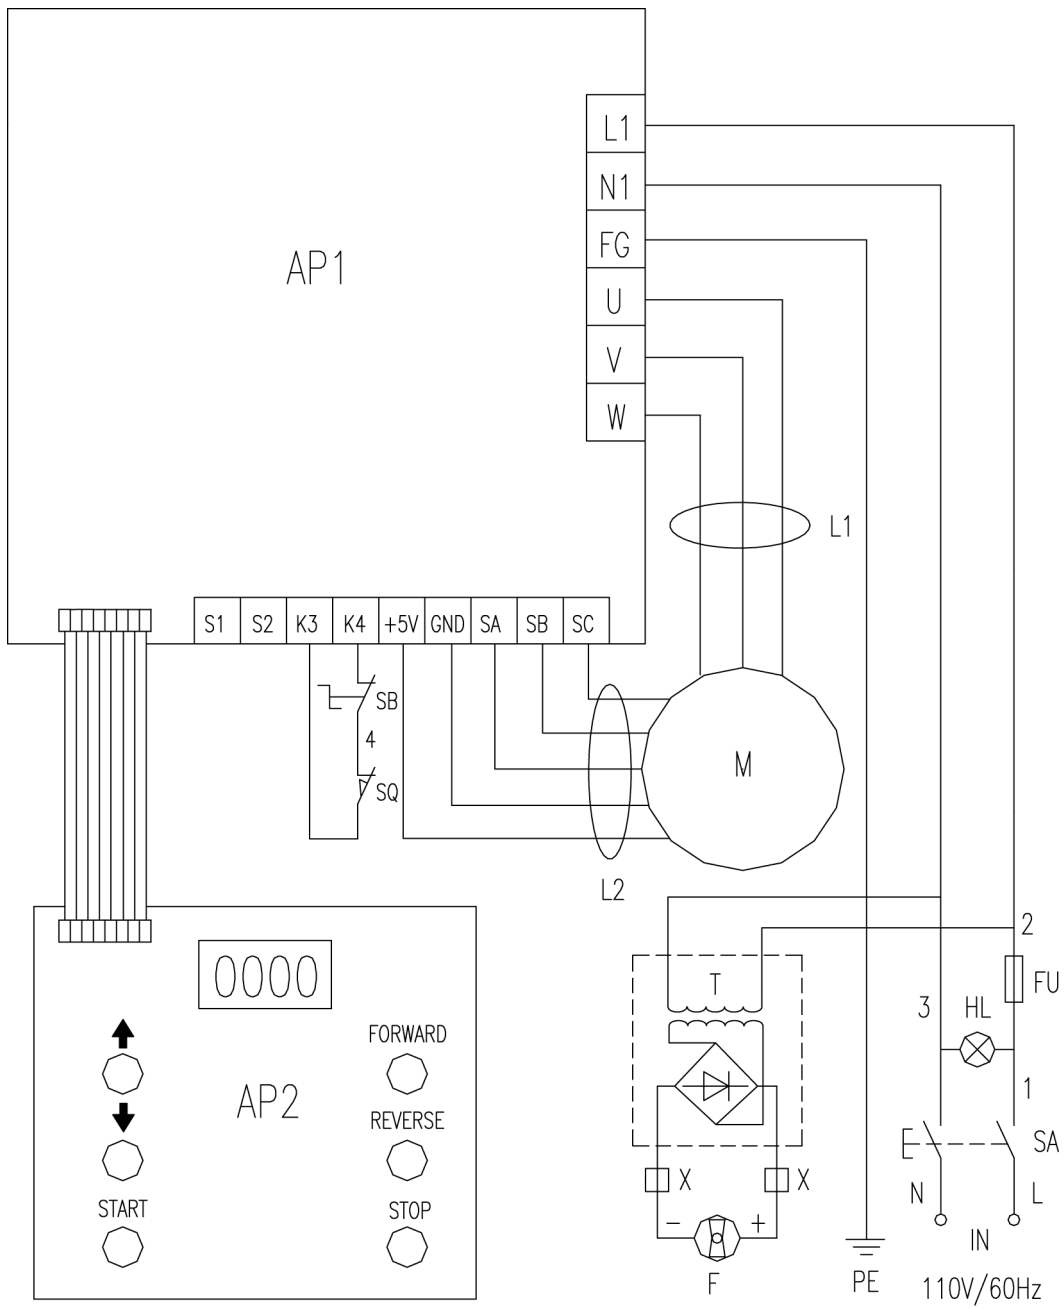 L1
N1
FG
AP1
U
V
W
L1
S1 S2 K3 K4 +5V GND SA SB SC
SB
4
M
SQ
L2
2
0000
T
FU
3 HL
FORWARD
AP2
1
REVERSE
SA
X X
N L
START STOP
- +
IN
F PE
110V/60Hz